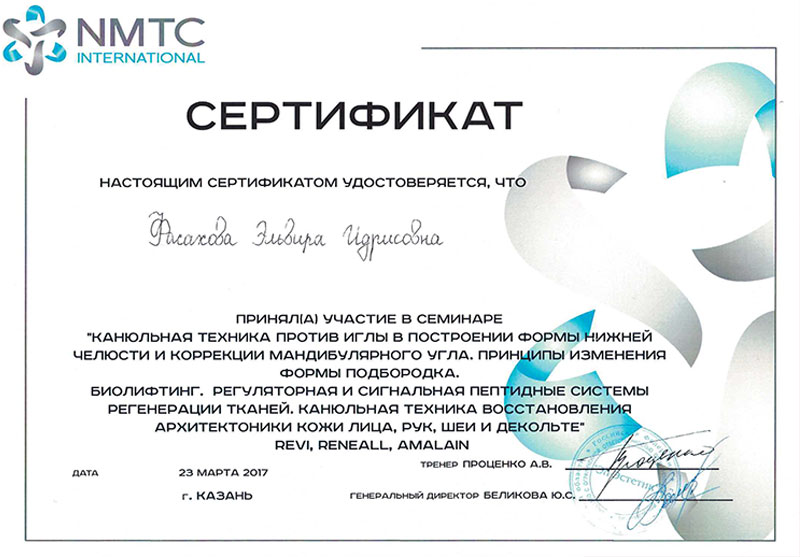 NMTC
INTERNATIONAL
СЕРТИФИКАТ
НАСТОЯЩИМ СЕРТИФИКАТОМ УДОСТОВЕРЯЕТСЯ, ЧТО
Фасахова Эльвира Идрисовна
ПРИНЯЛ(А) УЧАСТИЕ В СЕМИНАРЕ
"КАНЮЛЬНАЯ ТЕХНИКА ПРОТИВ ИГЛЫ В ПОСТРОЕНИИ ФОРМЫ НИЖНЕЙ
ЧЕЛЮСТИ И КОРРЕКЦИИ МАНДИБУЛЯРНОГО УГЛА. ПРИНЦИПЫ ИЗМЕНЕНИЯ
ФОРМЫ ПОДБОРОДКА.
БИОЛИФТИНГ. РЕГУЛЯТОРНАЯ И СИГНАЛЬНАЯ ПЕПТИДНЫЕ СИСТЕМЫ
РЕГЕНЕРАЦИИ ТКАНЕЙ. КАНЮЛЬНАЯ ТЕХНИКА ВОССТАНОВЛЕНИЯ
АРХИТЕКТОНИКИ КОЖИ ЛИЦА, РУК, ШЕИ И ДЕКОЛЬТЕ"
REVI, RENEALL, AMALAIN
ТРЕНЕР ПРОЦЕНКО А.В.
ДАТА 23 МАРТА 2017
г. КАЗАНЬ ГЕНЕРАЛЬНЫЙ ДИРЕКТОР БЕЛИКОВА Ю.С.